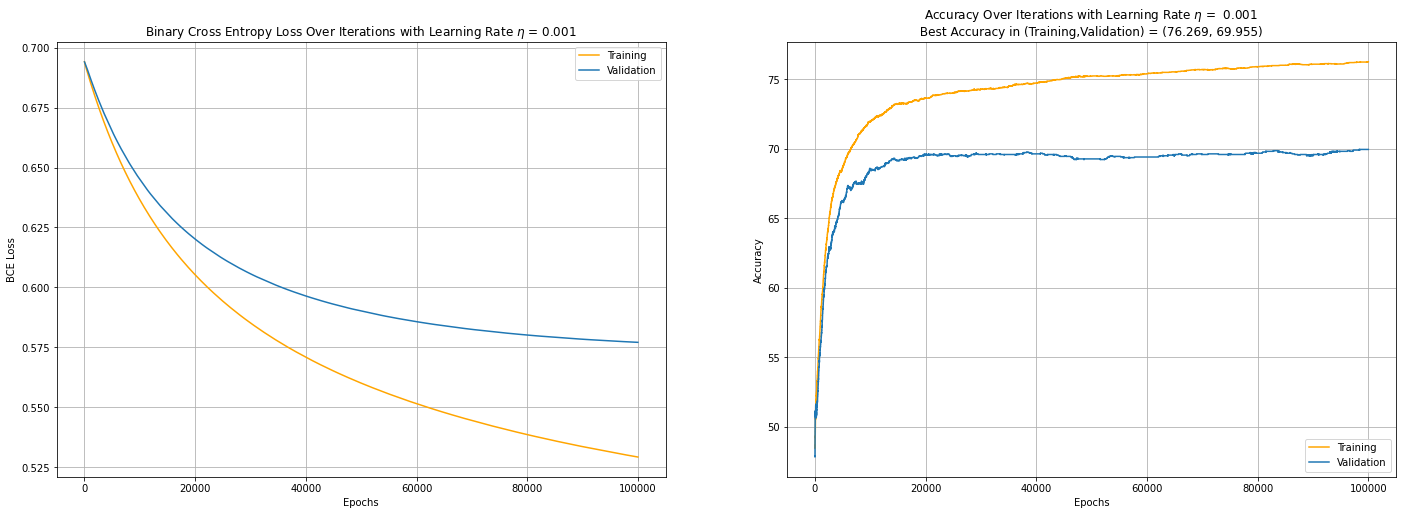 Binary Cross Entropy Loss Over Iterations with Learning Rate η = 0.001
BCE Loss
0.700
0.675
0.650
0.625
0.600
0.575
0.550
0.525
Training
Validation
0
20000
40000
60000
80000
100000
Epochs
Accuracy Over Iterations with Learning Rate η = 0.001
Best Accuracy in (Training,Validation) = (76.269, 69.955)
Accuracy
75
70
65
60
55
50
Training
Validation
0
20000
40000
60000
80000
100000
Epochs